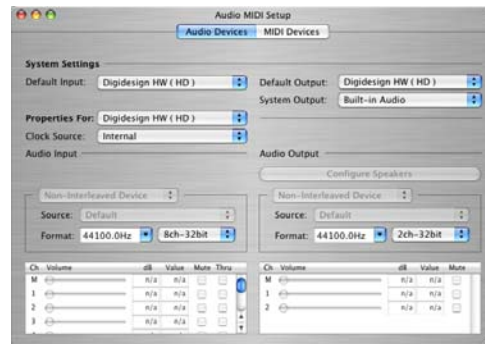 Audio MIDI Setup
Audio Devices MIDI Devices
System Settings
Default Input: Digidesign HW ( HD ) Default Output: Digidesign HW ( HD )
System Output: Built-in Audio
Properties For: Digidesign HW ( HD )
Clock Source: Internal
Audio Input Audio Output
Configure Speakers
Non-Interleaved Device Non-Interleaved Device
Source: Default Source: Default
Format: 44100.0Hz 8ch-32bit Format: 44100.0Hz 2ch-32bit
Ch Volume dB Value Mute Thru Ch Volume dB Value Mute
M n/a n/a M n/a n/a
1 n/a n/a 1 n/a n/a
2 n/a n/a 2 n/a n/a
3 n/a n/a